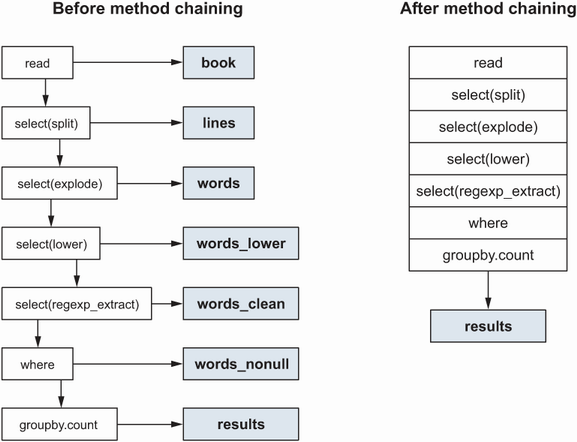 Before method chaining
After method chaining
read
book
select(split)
lines
select(explode)
words
select(lower)
words_lower
select(regexp_extract)
words_clean
where
words_nonull
groupby.count
results
read
select(split)
select(explode)
select(lower)
select(regexp_extract)
where
groupby.count
results